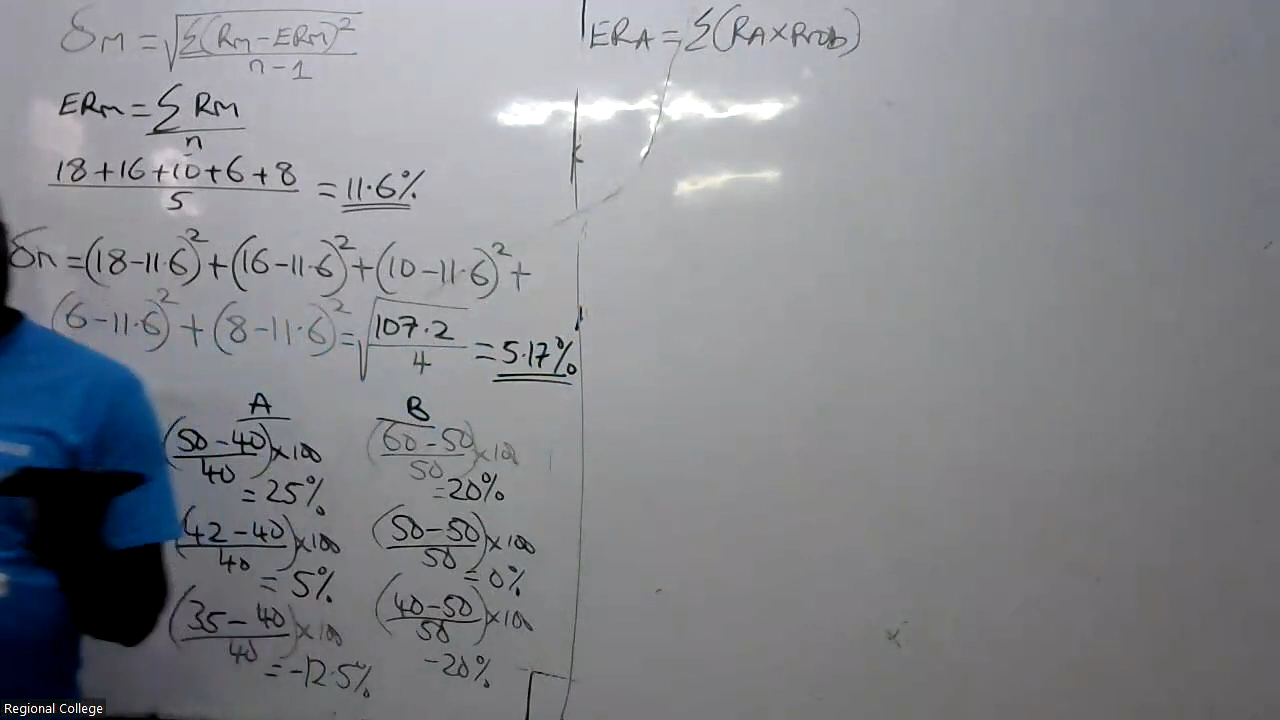 δm = √Σ(Rm-ERm)²
n-1
ERm = Σ Rm
n
18+16+10+6+8 = 11.6%
5
δm = (18-11.6)² + (16-11.6)² + (10-11.6)² +
(6-11.6)² + (8-11.6)² = √107.2 = 5.17%
4
A
(50-40)×100
40
= 25%
(42-40)×100
40
= 5%
(35-40)×100
40
= -12.5%
B
(60-50)×100
50
= 20%
(50-50)×100
50
= 0%
(40-50)×100
50
-20%
ERA = Σ(RA×Prob)
Regional College